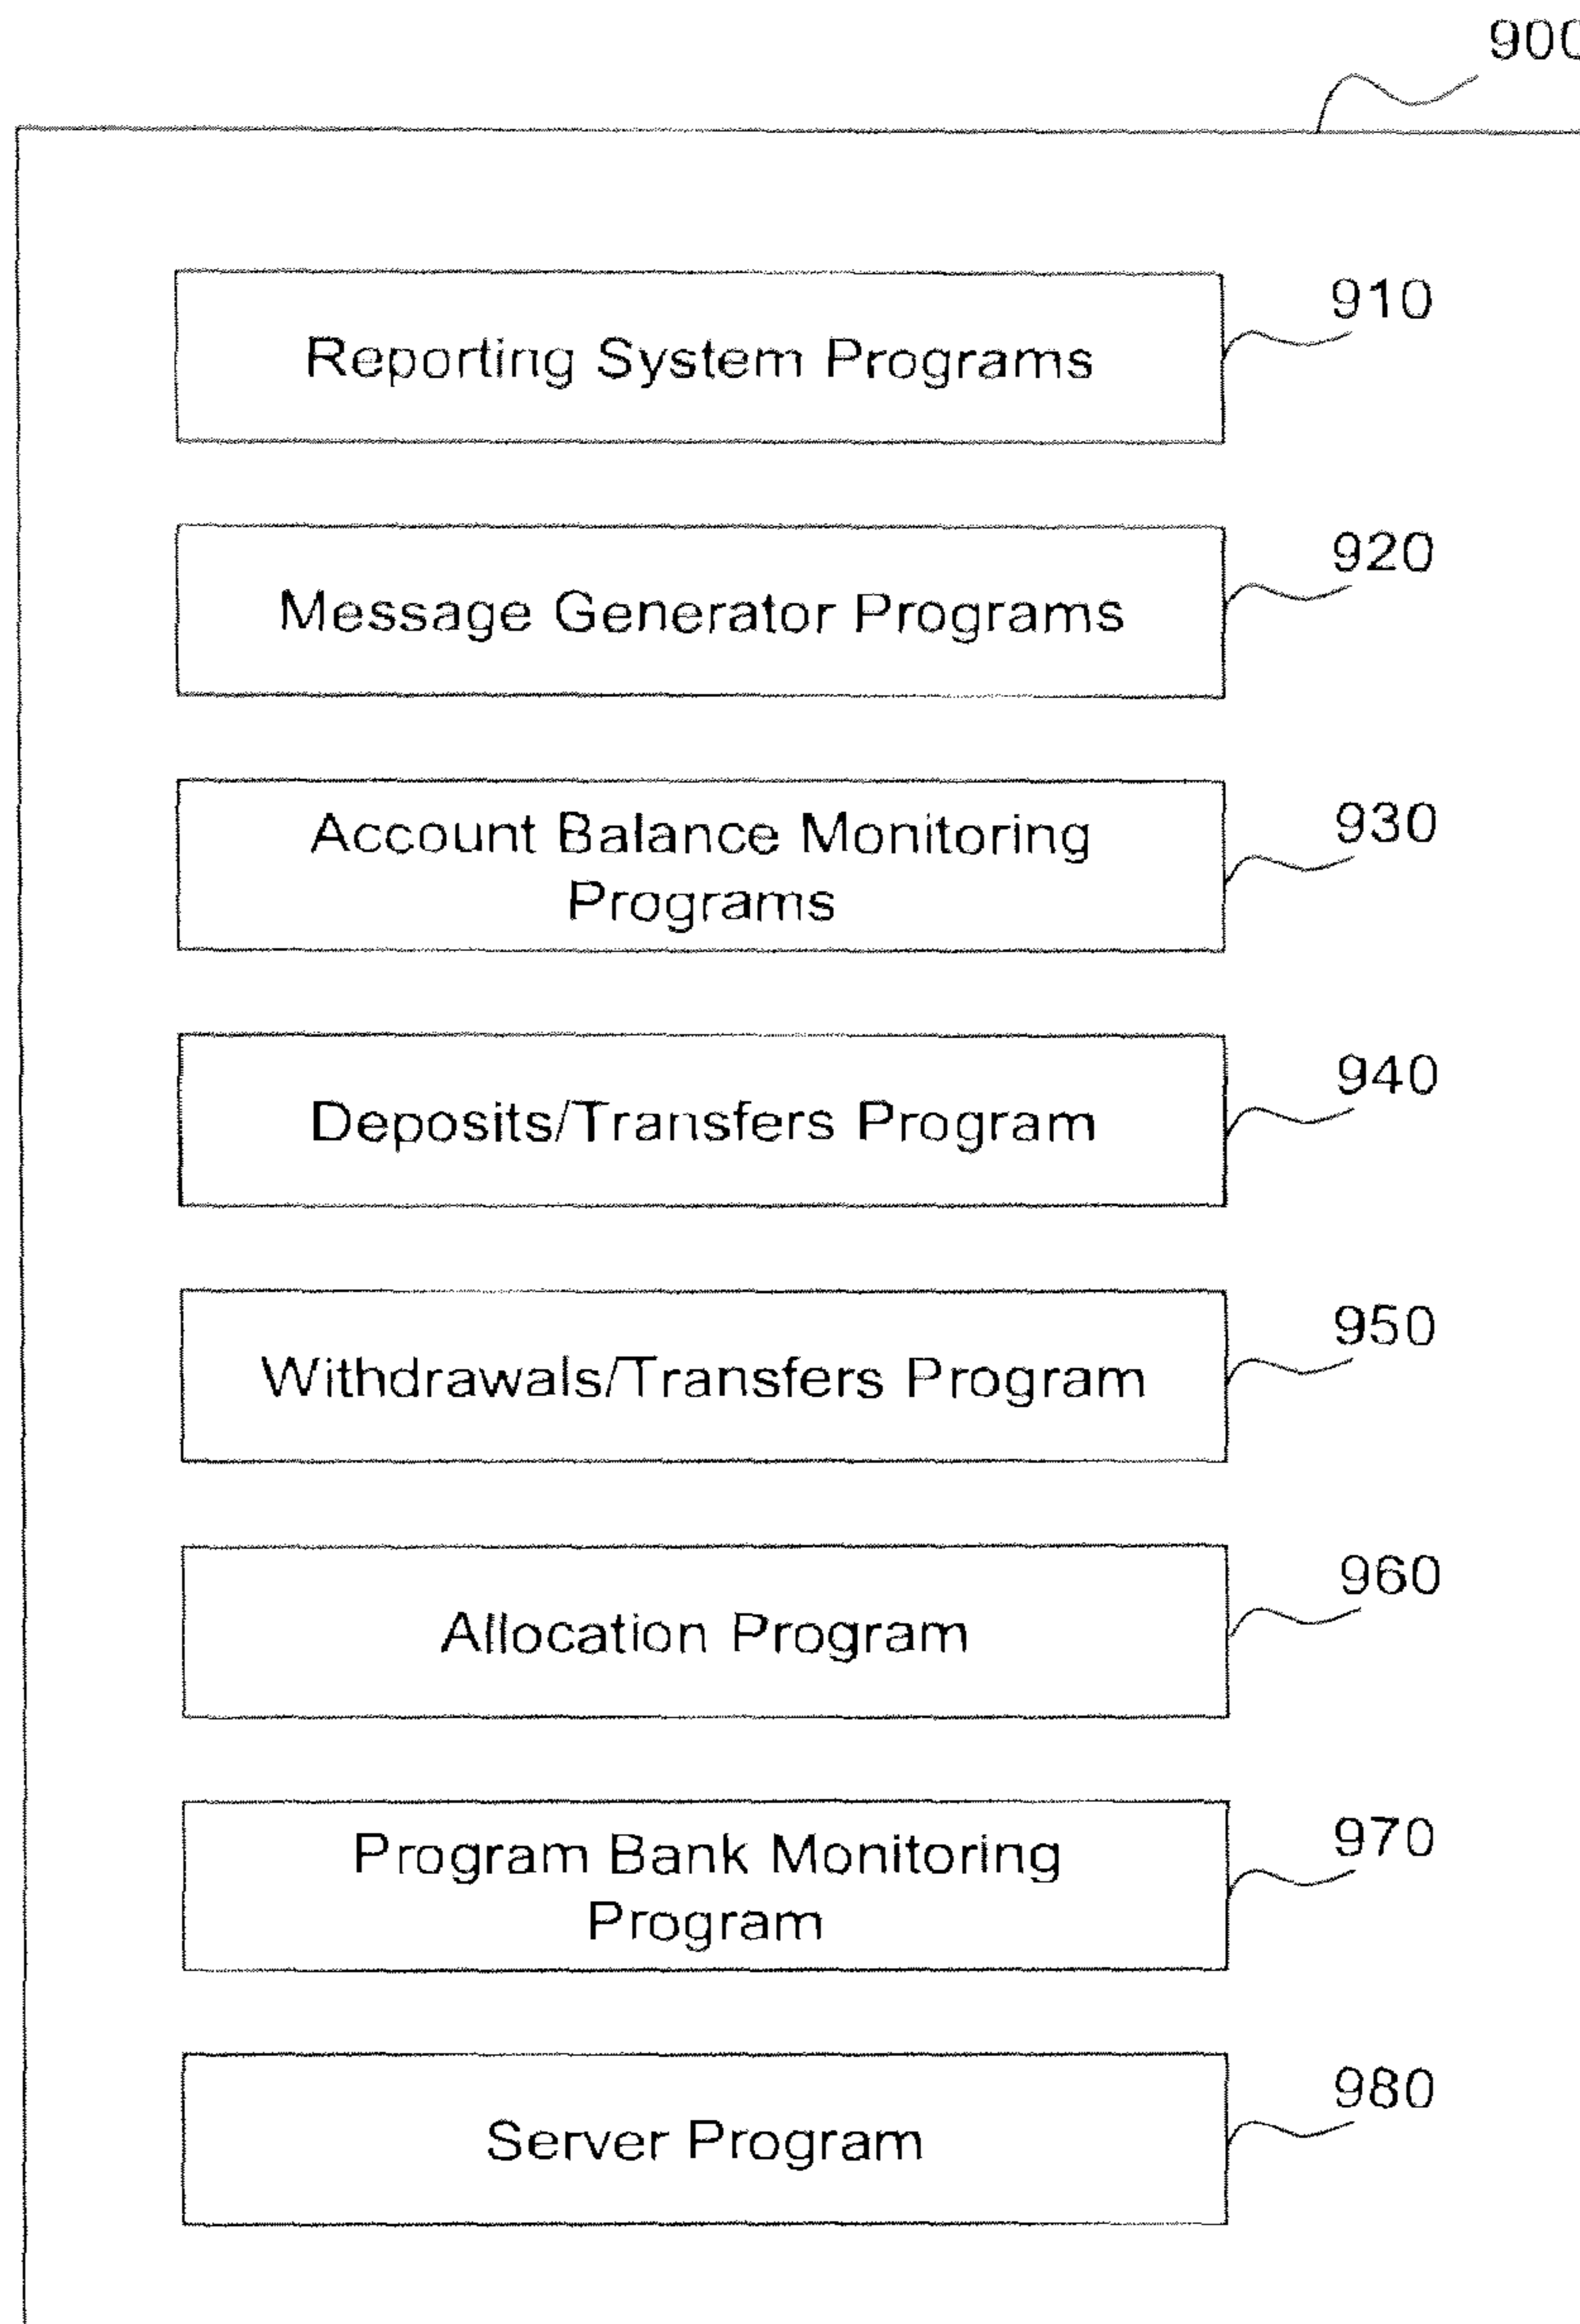 900
910
Reporting System Programs
920
Message Generator Programs
930
Account Balance Monitoring
Programs
940
Deposits/Transfers Program
950
Withdrawals/Transfers Program
960
Allocation Program
970
Program Bank Monitoring
Program
980
Server Program